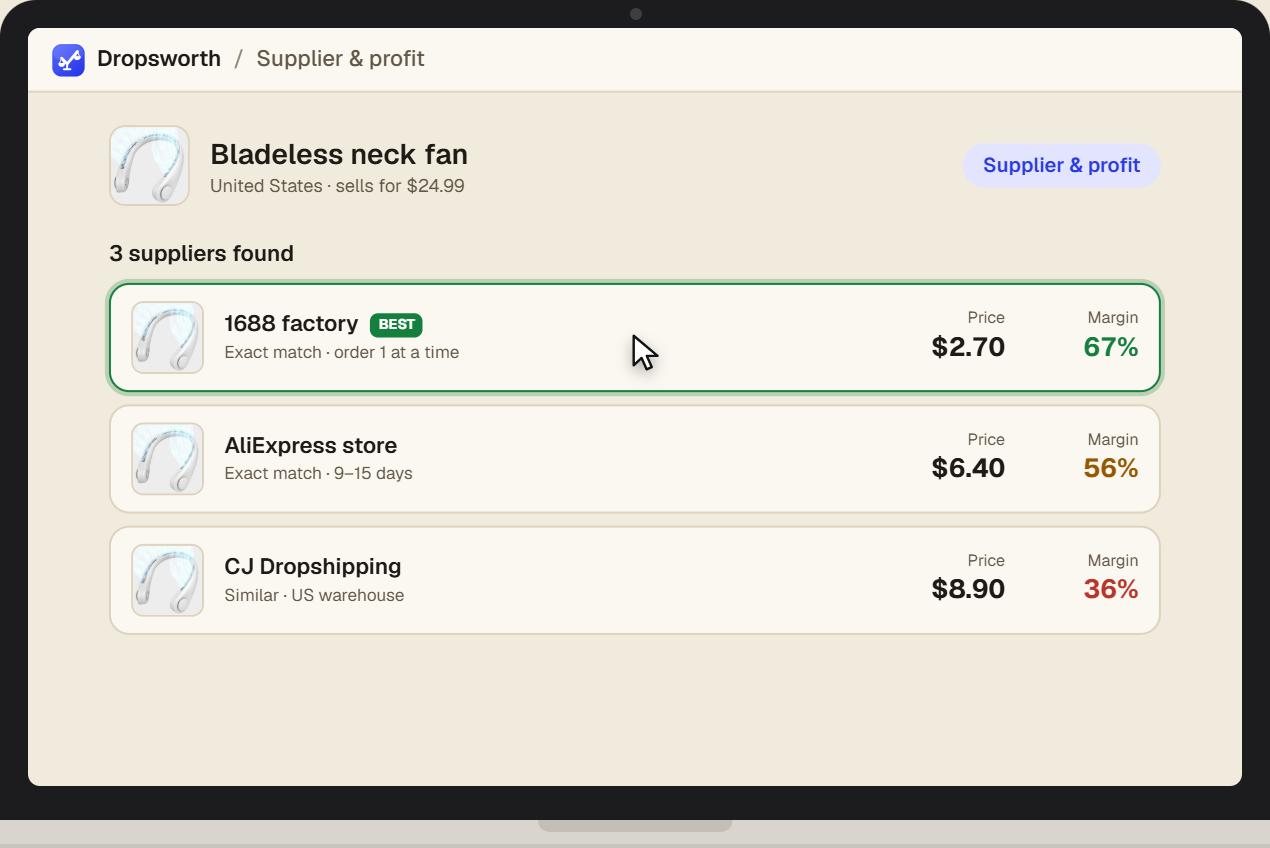 Dropsworth / Supplier & profit
Bladeless neck fan
United States · sells for $24.99
Supplier & profit
3 suppliers found
1688 factory BEST
Exact match · order 1 at a time
Price
$2.70
Margin
67%
AliExpress store
Exact match · 9–15 days
Price
$6.40
Margin
56%
CJ Dropshipping
Similar · US warehouse
Price
$8.90
Margin
36%